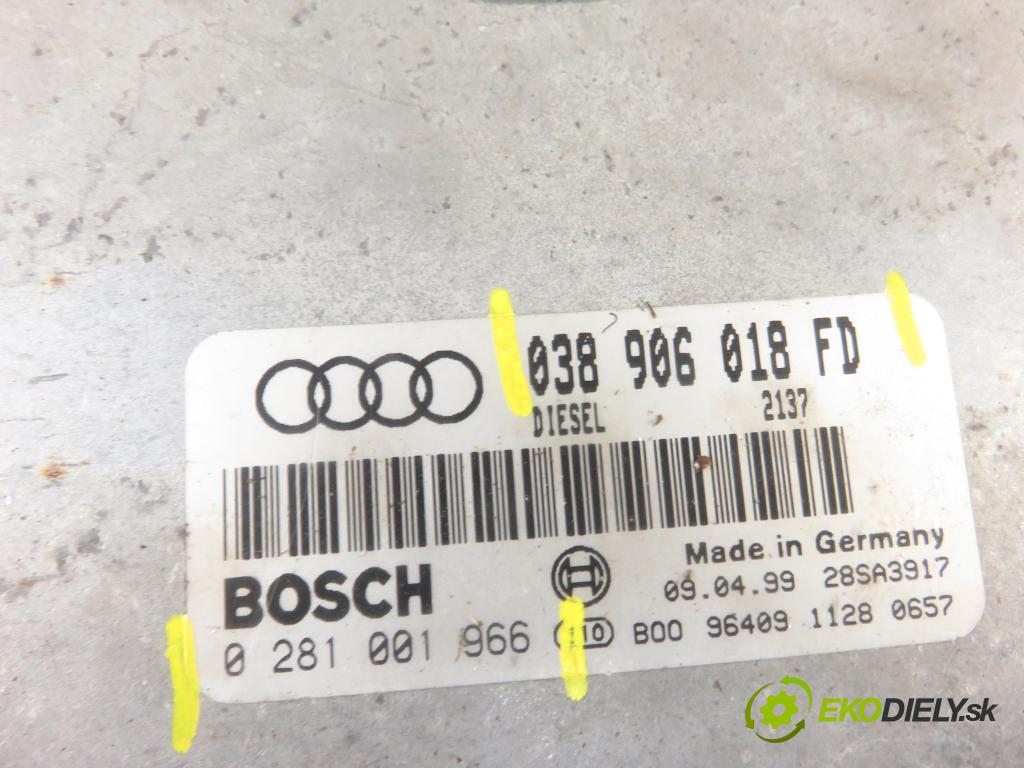 038 906 018 FD
DIESEL 2137
Made in Germany
BOSCH
09.04.99 28SA3917
0 281 001 966 B00 96409 1128 0657
EKODIELY.sk